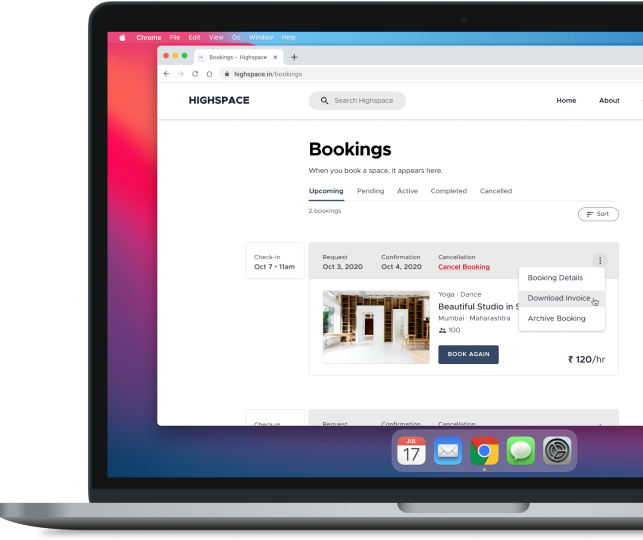 Chrome File Edit View Go Window Help
Bookings – Highspace
highspace.in/bookings
HIGHSPACE
Search Highspace
Home About
Bookings
When you book a space, it appears here.
Upcoming Pending Active Completed Cancelled
2 bookings
Sort
Check-in
Oct 7 • 11am
Request Confirmation Cancellation
Oct 3, 2020 Oct 4, 2020 Cancel Booking
Booking Details
Download Invoice
Archive Booking
Yoga · Dance
Beautiful Studio in S
Mumbai · Maharashtra
100
BOOK AGAIN
₹ 120/hr
Check-in
Request Confirmation Cancellation
JUL
17